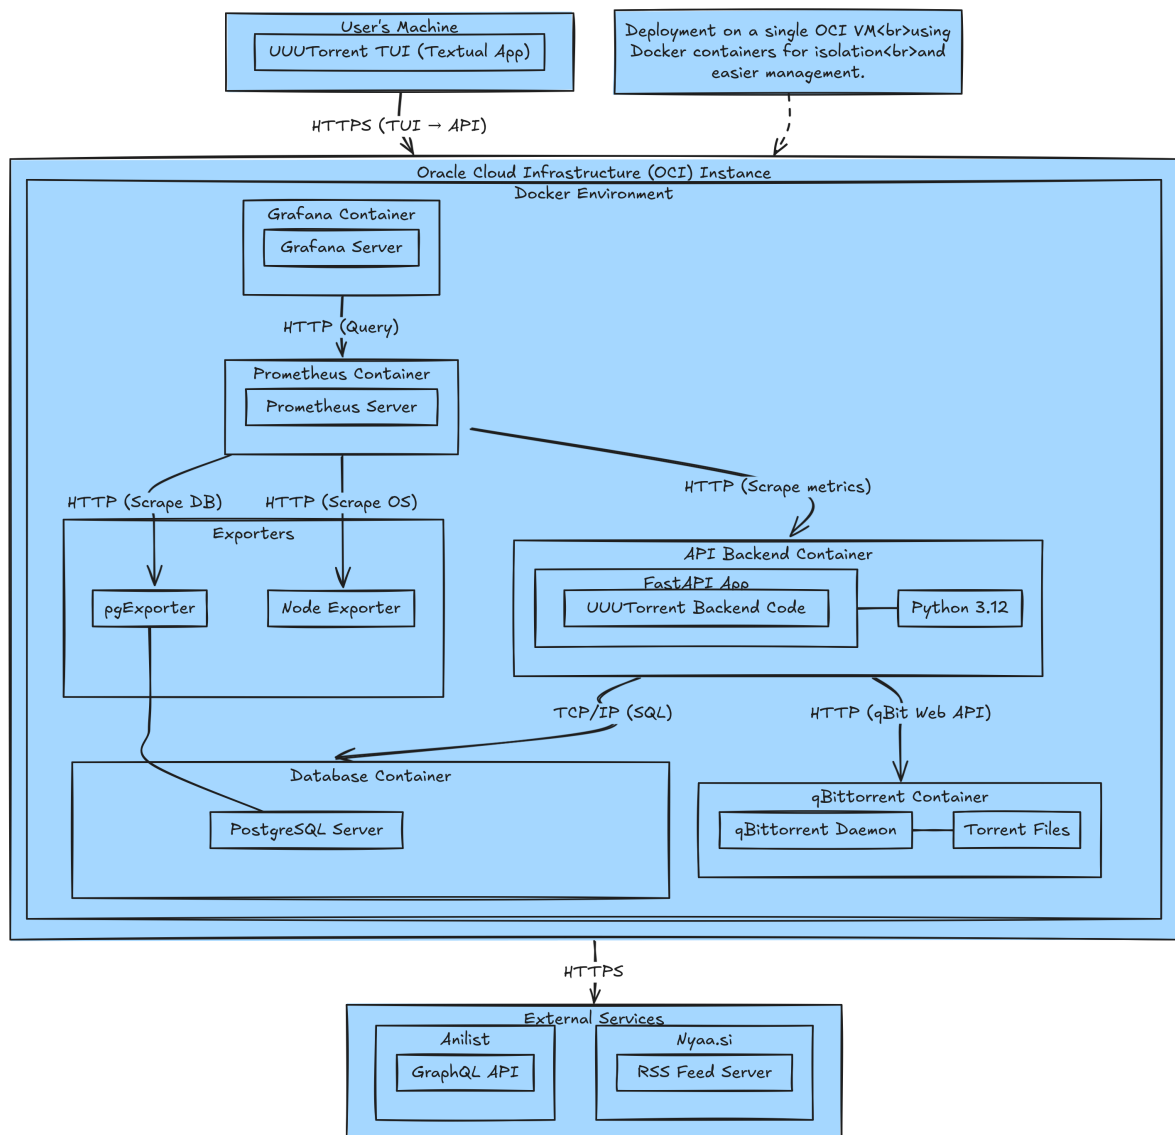 User's Machine
UUUTorrent TUI (Textual App)
Deployment on a single OCI VM<br>using
Docker containers for isolation<br>and
easier management.
HTTPS (TUI → API)
Oracle Cloud Infrastructure (OCI) Instance
Docker Environment
Grafana Container
Grafana Server
HTTP (Query)
Prometheus Container
Prometheus Server
HTTP (Scrape DB)
HTTP (Scrape OS)
HTTP (Scrape metrics)
Exporters
pgExporter
Node Exporter
API Backend Container
FastAPI App
UUUTorrent Backend Code
Python 3.12
TCP/IP (SQL)
HTTP (qBit Web API)
Database Container
PostgreSQL Server
qBittorrent Container
qBittorrent Daemon
Torrent Files
HTTPS
External Services
Anilist
GraphQL API
Nyaa.si
RSS Feed Server